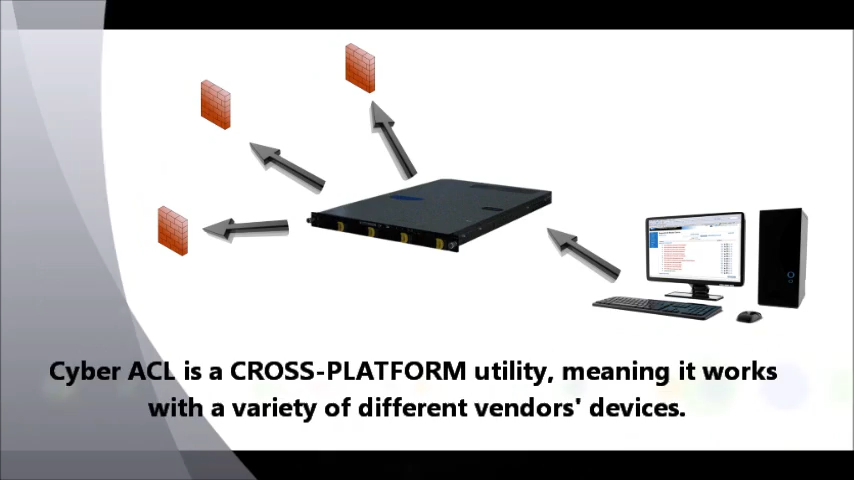 Cyber ACL is a CROSS-PLATFORM utility, meaning it works
with a variety of different vendors' devices.